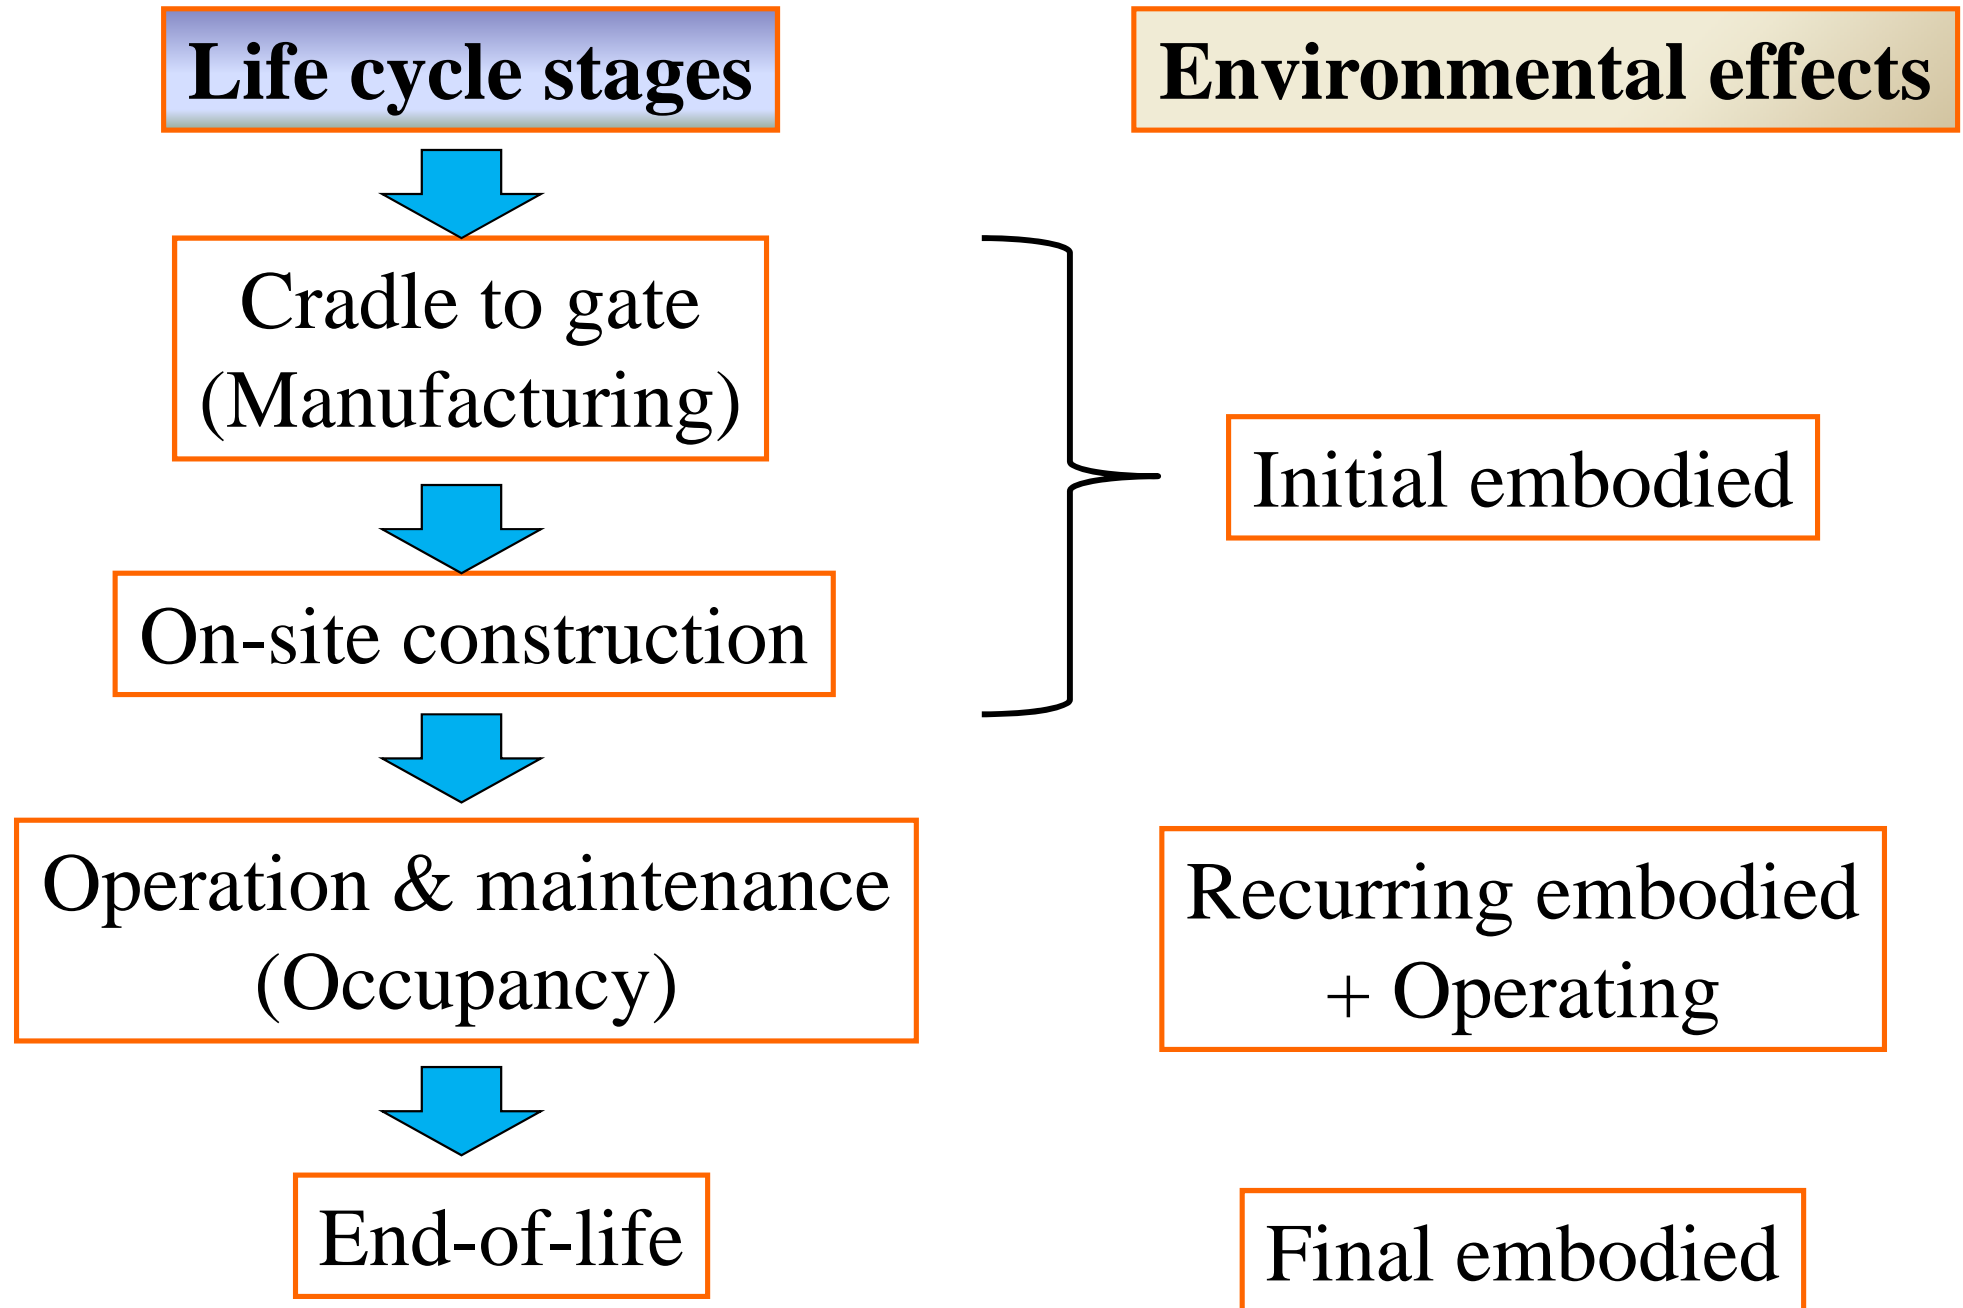 Life cycle stages
Environmental effects
Cradle to gate
(Manufacturing)
Initial embodied
On-site construction
Operation & maintenance
(Occupancy)
Recurring embodied
+ Operating
End-of-life
Final embodied